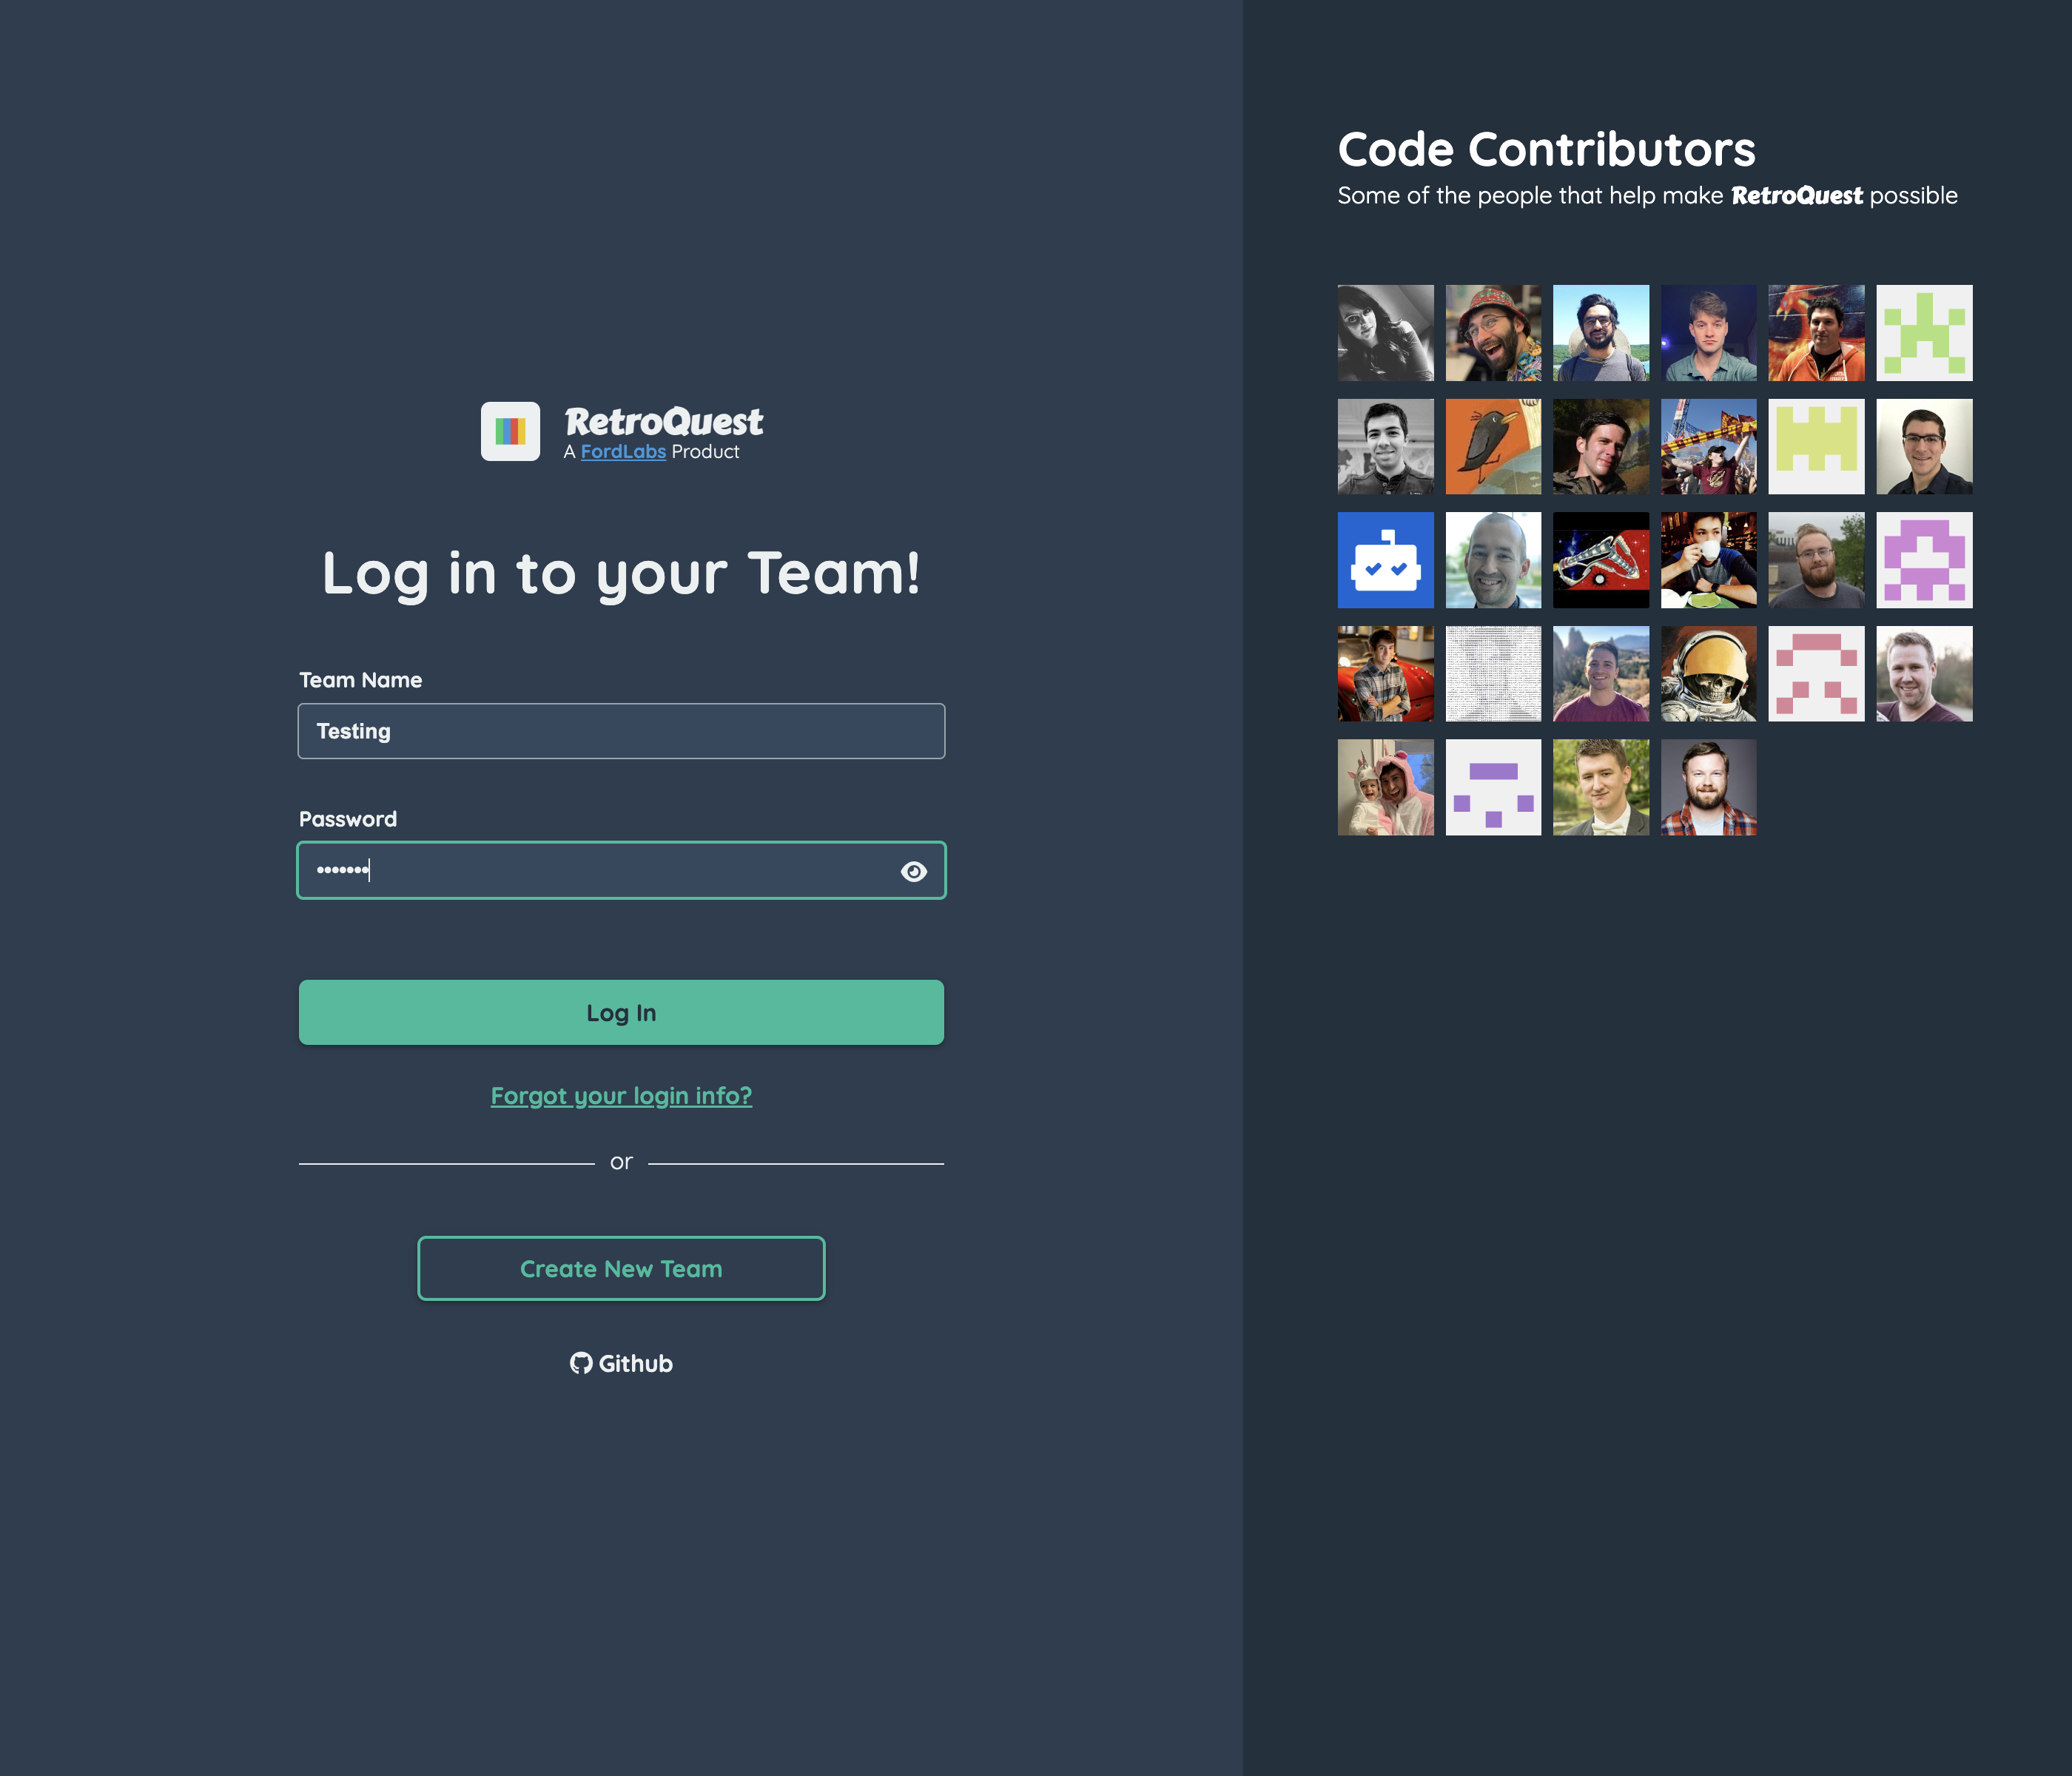 RetroQuest
A FordLabs Product
Log in to your Team!
Team Name
Testing
Password
•••••••
Log In
Forgot your login info?
or
Create New Team
Github
Code Contributors
Some of the people that help make RetroQuest possible